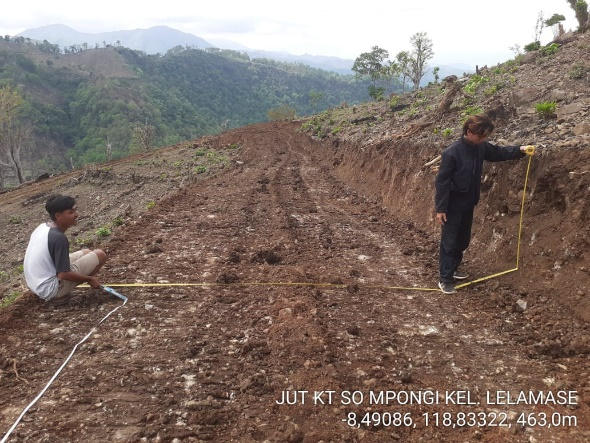 JUT KT SO MPONGI KEL. LELAMASE
-8,49086, 118,83322, 463,0m